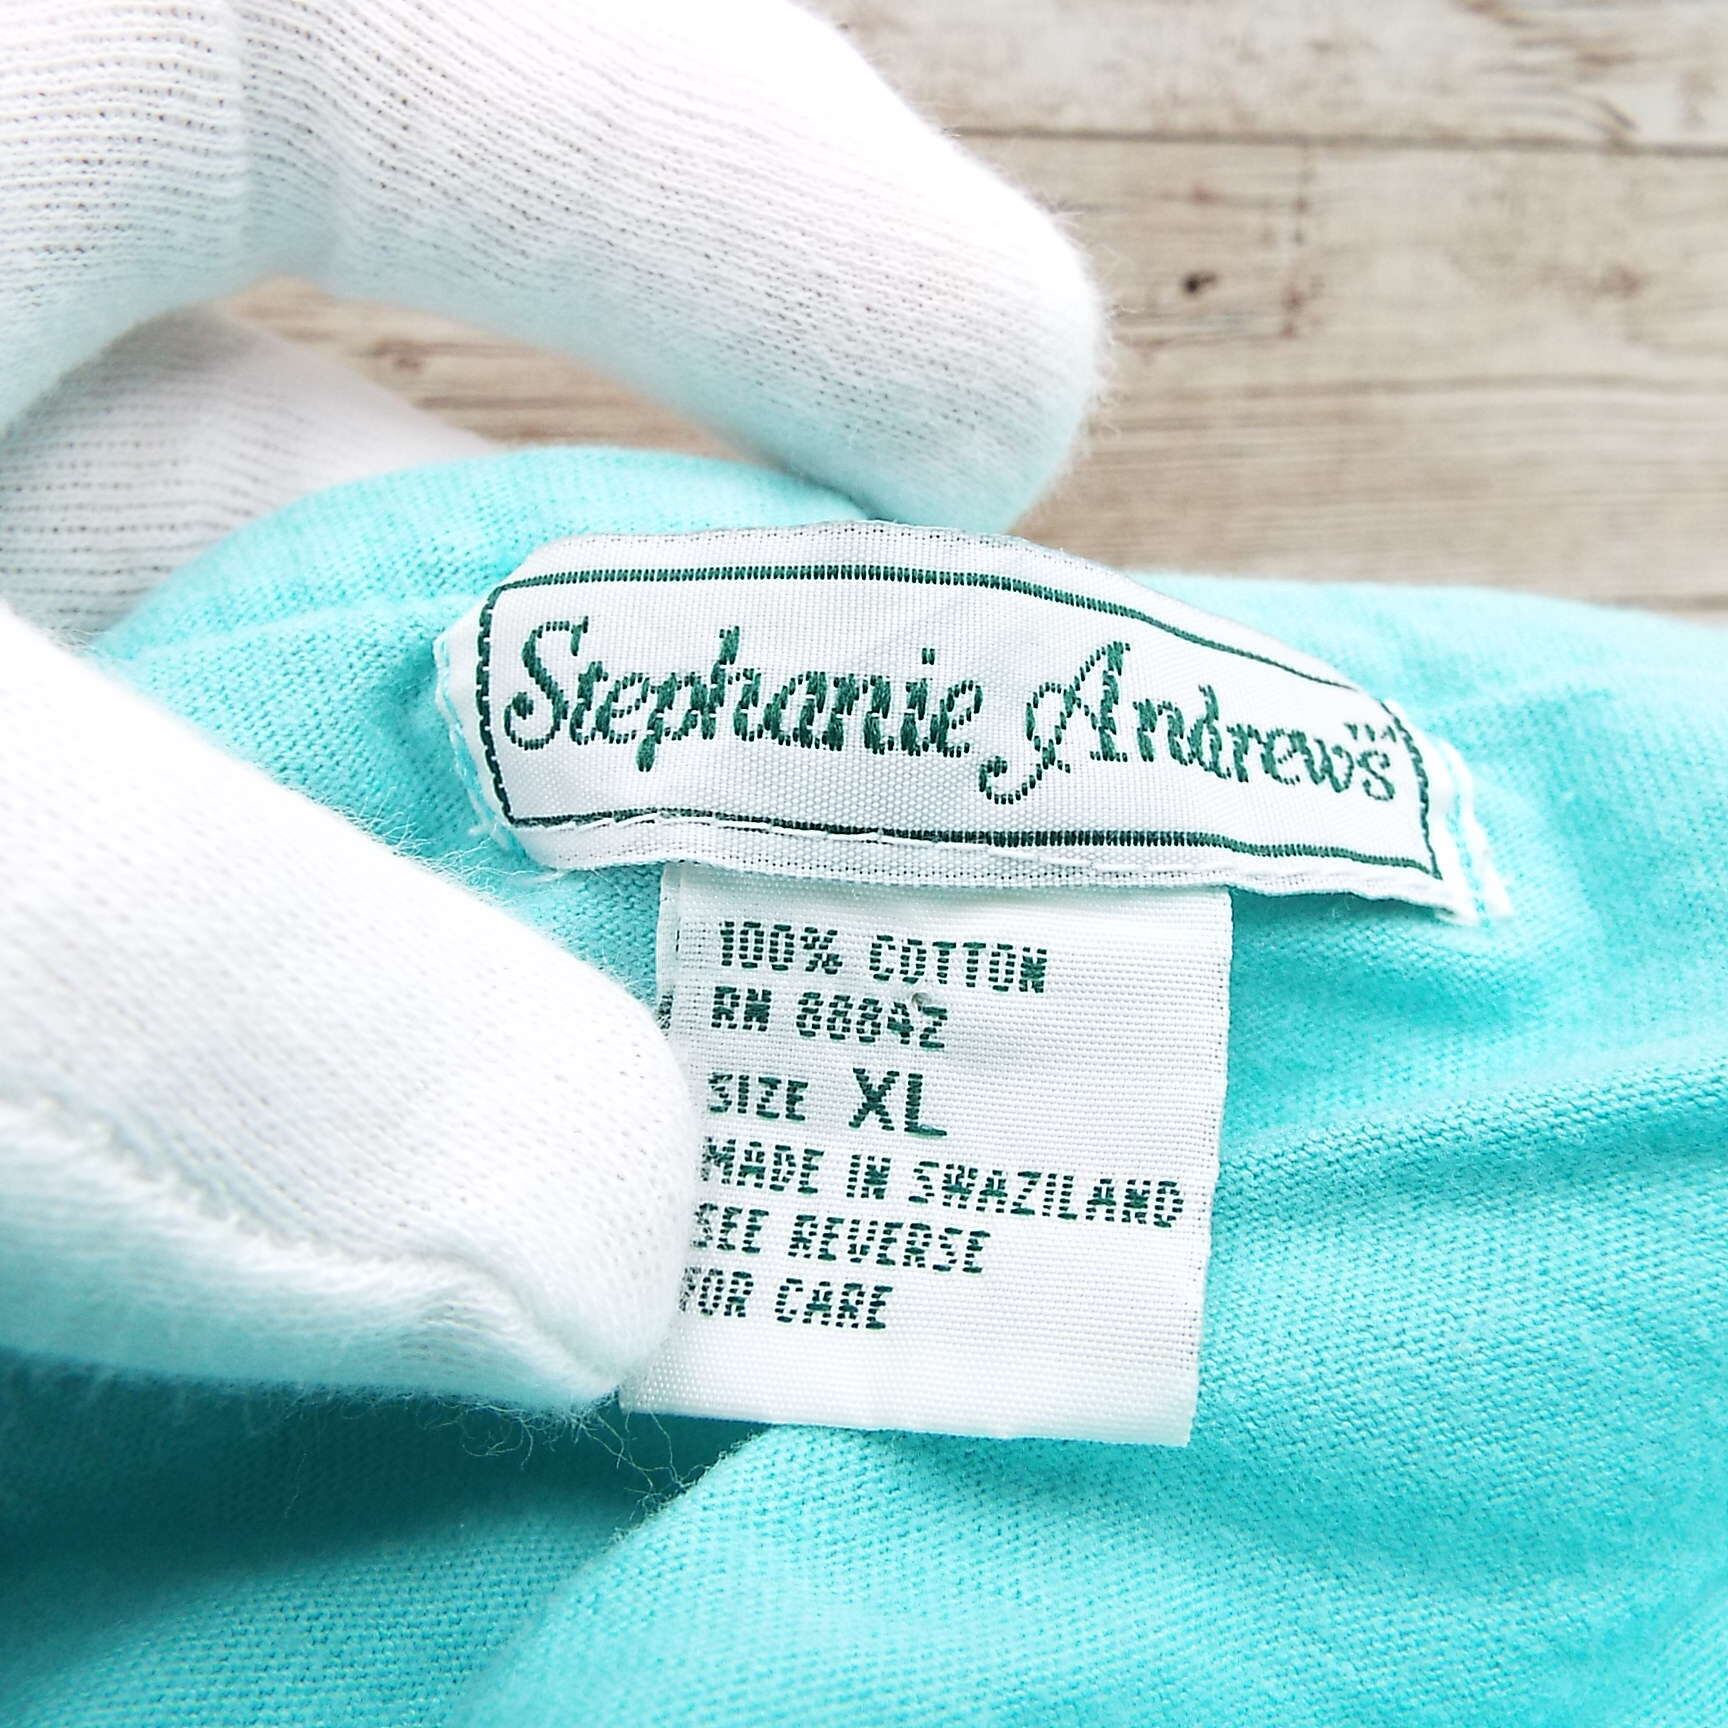 Stephanie Andrews
100% COTTON
RN 88842
SIZE XL
MADE IN SWAZILAND
SEE REVERSE
FOR CARE